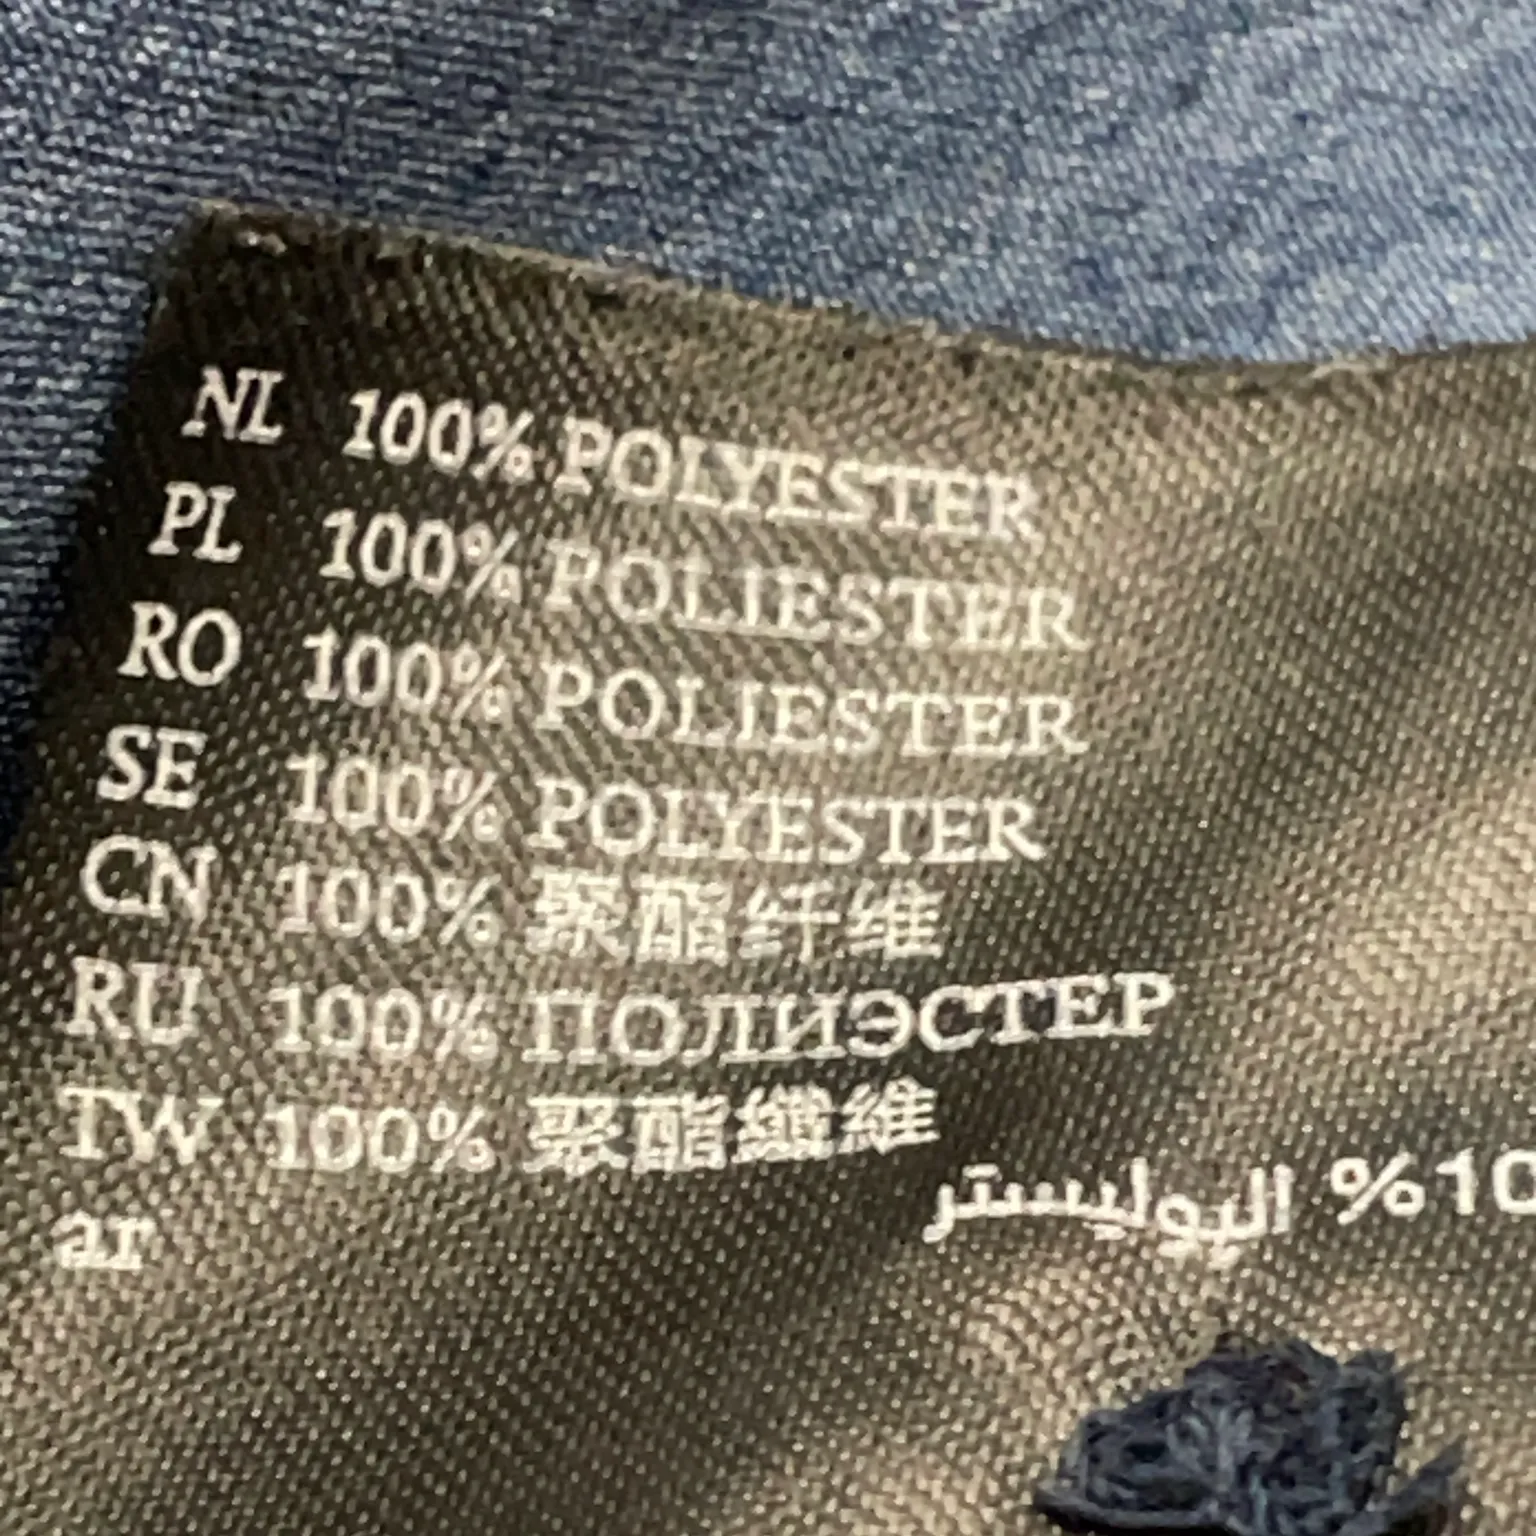 NL 100% POLYESTER
PL 100% POLIESTER
RO 100% POLIESTER
SE 100% POLYESTER
CN 100% 聚酯纤维
RU 100% ПОЛИЭСТЕР
TW 100% 聚酯纖維
ar %10 اليوليستر